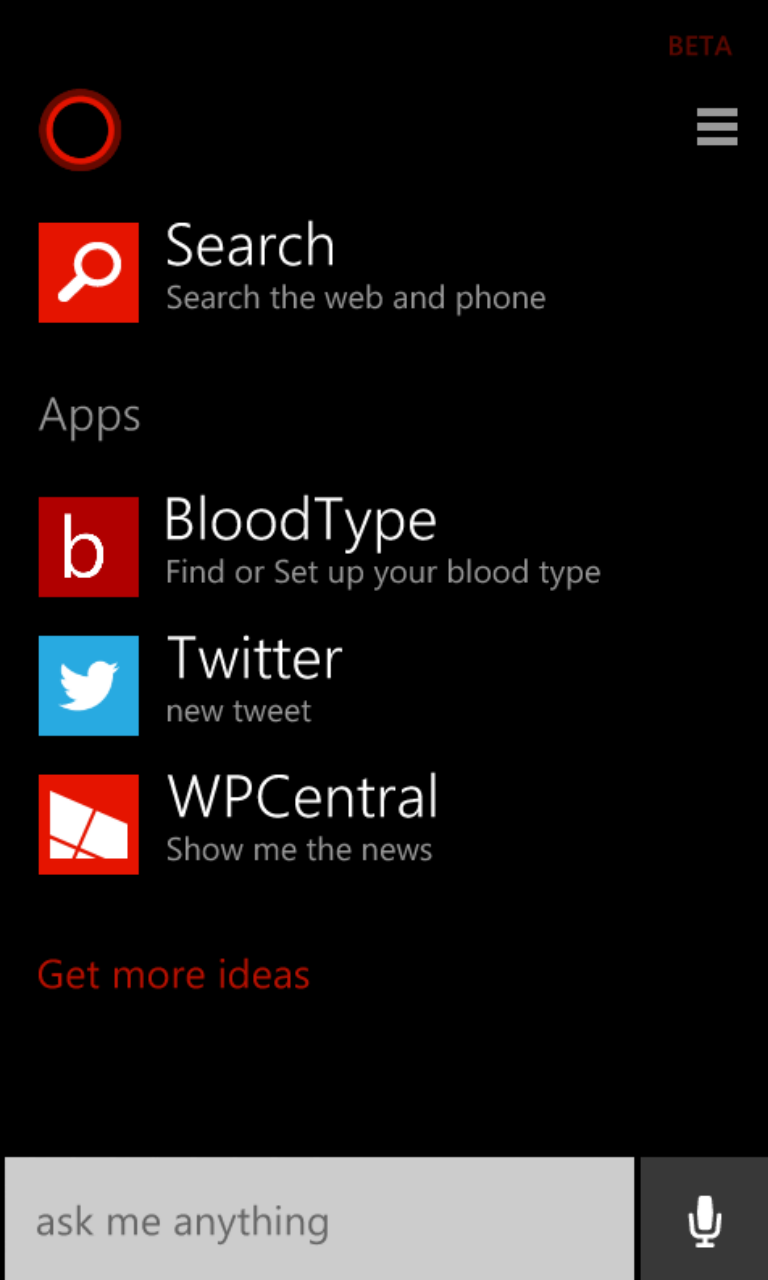 BETA
Search
Search the web and phone
Apps
b
BloodType
Find or Set up your blood type
Twitter
new tweet
WPCentral
Show me the news
Get more ideas
ask me anything